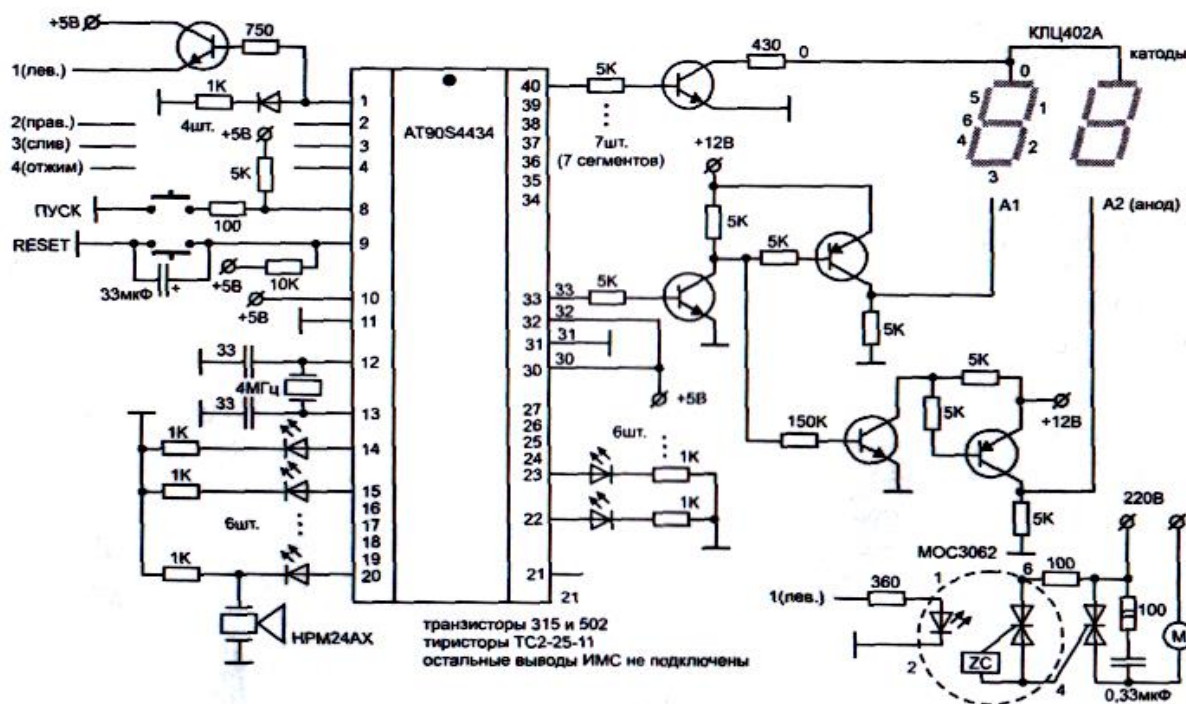 +5В
750
430
0
КЛЦ402А
катоды
1(лев.)
1К
1
40
5К
0
5
1
6
4
2
3
АТ90S4434
39
2(прав.)
4шт.
2
38
3(слив)
+5В
3
37
7шт.
(7 сегментов)
+12В
4(отжим)
4
36
5К
35
34
ПУСК
100
8
5К
А1
А2 (анод)
RESET
9
5К
33мкФ
+
+5В
10К
+5В
10
33
33
5К
32
32
5К
11
31
31
33
12
30
30
5К
4МГц
+5В
33
13
27
26
25
24
6шт.
150К
5К
+12В
1К
14
23
1К
1К
15
22
1К
16
17
18
19
6шт.
5К
220В
1К
20
21
21
МОС3062
6
100
1
360
1(лев.)
100
М
НРМ24АХ
ZC
2
4
0,33мкФ
транзисторы 315 и 502
тиристоры ТС2-25-11
остальные выводы ИМС не подключены